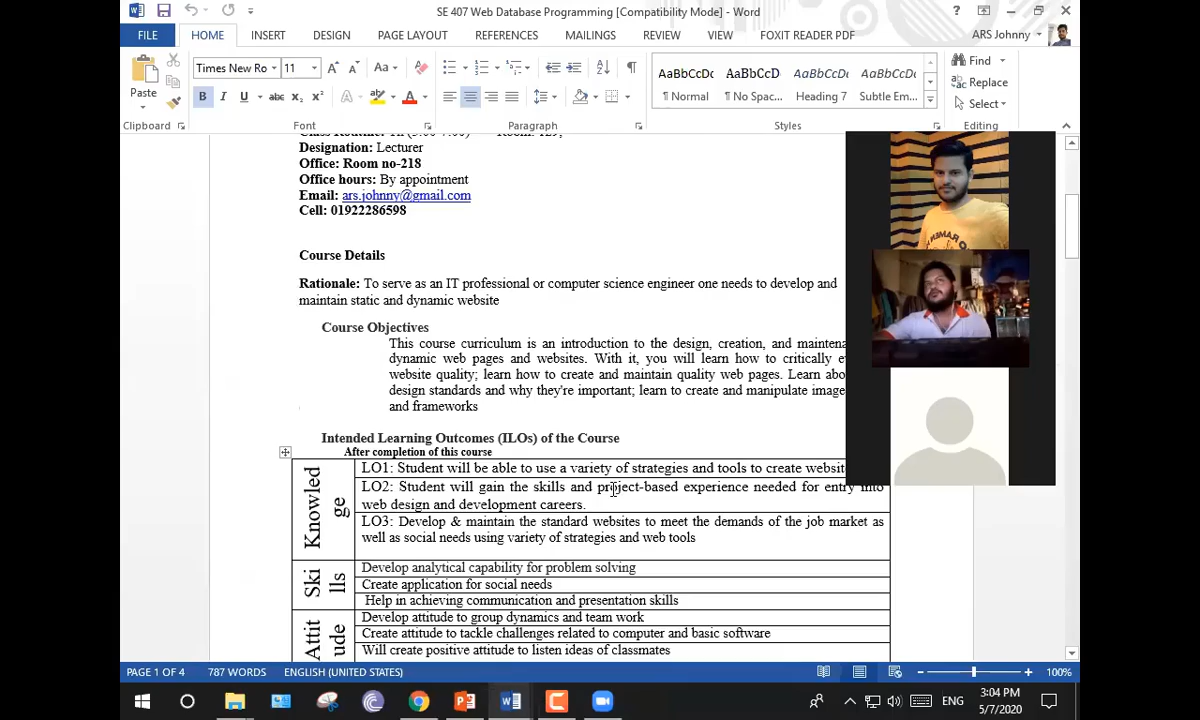 SE 407 Web Database Programming [Compatibility Mode] - Word
FILE HOME INSERT DESIGN PAGE LAYOUT REFERENCES MAILINGS REVIEW VIEW FOXIT READER PDF ARS Johnny
Times New Ro 11
Paste
B I U abc X₂ X² A Aa
AaBbCcDc AaBbCcD AaBbCcDd AaBbCcDd
¶ Normal ¶ No Spac... Heading 7 Subtle Em...
Find
Replace
Select
Clipboard Font Paragraph Styles Editing
Designation: Lecturer
Office: Room no-218
Office hours: By appointment
Email: ars.johnny@gmail.com
Cell: 01922286598
Course Details
Rationale: To serve as an IT professional or computer science engineer one needs to develop and
maintain static and dynamic website
Course Objectives
This course curriculum is an introduction to the design, creation, and maintena
dynamic web pages and websites. With it, you will learn how to critically ev
website quality; learn how to create and maintain quality web pages. Learn abo
design standards and why they're important; learn to create and manipulate image
and frameworks
Intended Learning Outcomes (ILOs) of the Course
After completion of this course
Knowled
ge
LO1: Student will be able to use a variety of strategies and tools to create websit
LO2: Student will gain the skills and project-based experience needed for entry into
web design and development careers.
LO3: Develop & maintain the standard websites to meet the demands of the job market as
well as social needs using variety of strategies and web tools
Ski
lls
Develop analytical capability for problem solving
Create application for social needs
Help in achieving communication and presentation skills
Attit
ude
Develop attitude to group dynamics and team work
Create attitude to tackle challenges related to computer and basic software
Will create positive attitude to listen ideas of classmates
PAGE 1 OF 4 787 WORDS ENGLISH (UNITED STATES) 100%
ENG
3:04 PM
5/7/2020